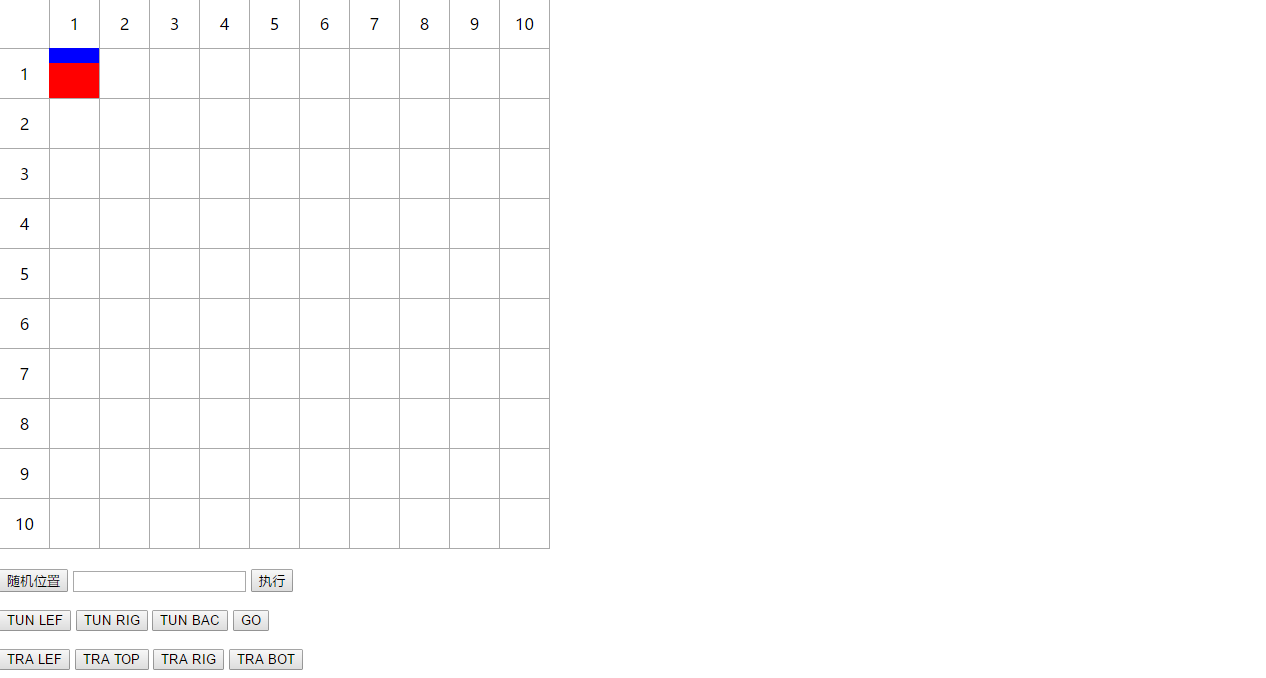 1 2 3 4 5 6 7 8 9 10
1
2
3
4
5
6
7
8
9
10
随机位置 执行
TUN LEF TUN RIG TUN BAC GO
TRA LEF TRA TOP TRA RIG TRA BOT